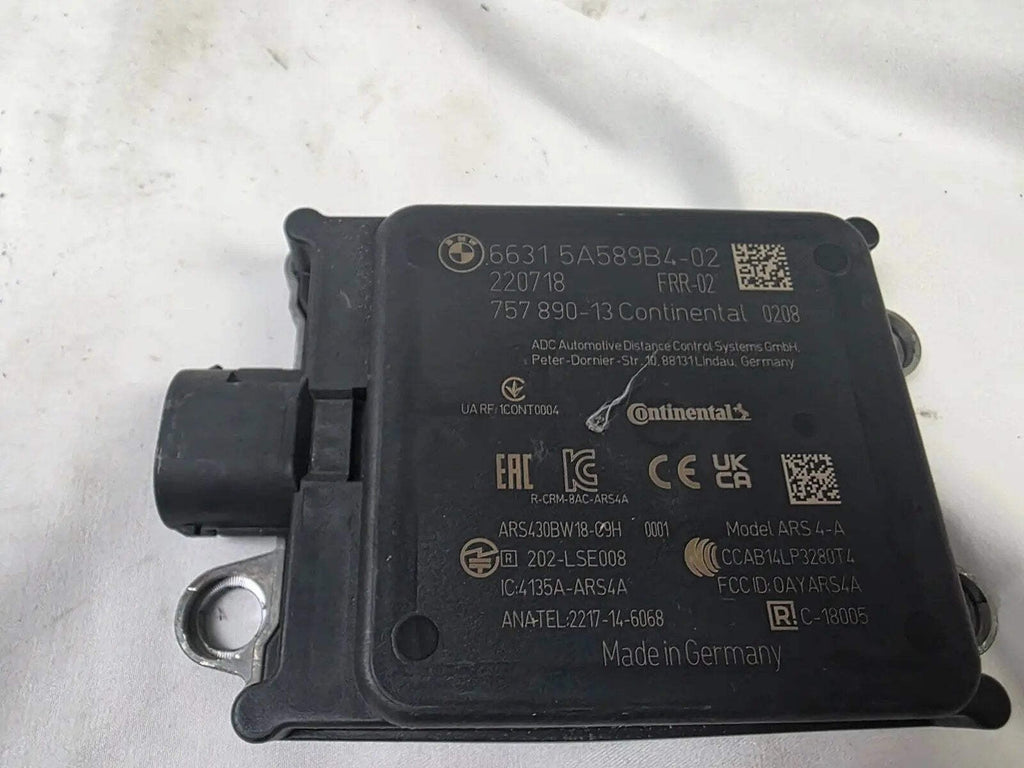 BMW
6631 5A589B4-02
220718 FRR-02
757 890-13 Continental 0208
ADC Automotive Distance Control Systems GmbH,
Peter-Dornier-Str. 10, 88131 Lindau, Germany
UA RF: 1CONT0004
Continental
EAC KC CE UK CA
R-CRM-BAC-ARS4A
ARS430BW18-09H 0001 Model ARS 4-A
R 202-LSE008 CCAB14LP3280T4
IC:4135A-ARS4A FCC ID: OAYARS4A
ANATEL:2217-14-6068 R! C-18005
Made in Germany